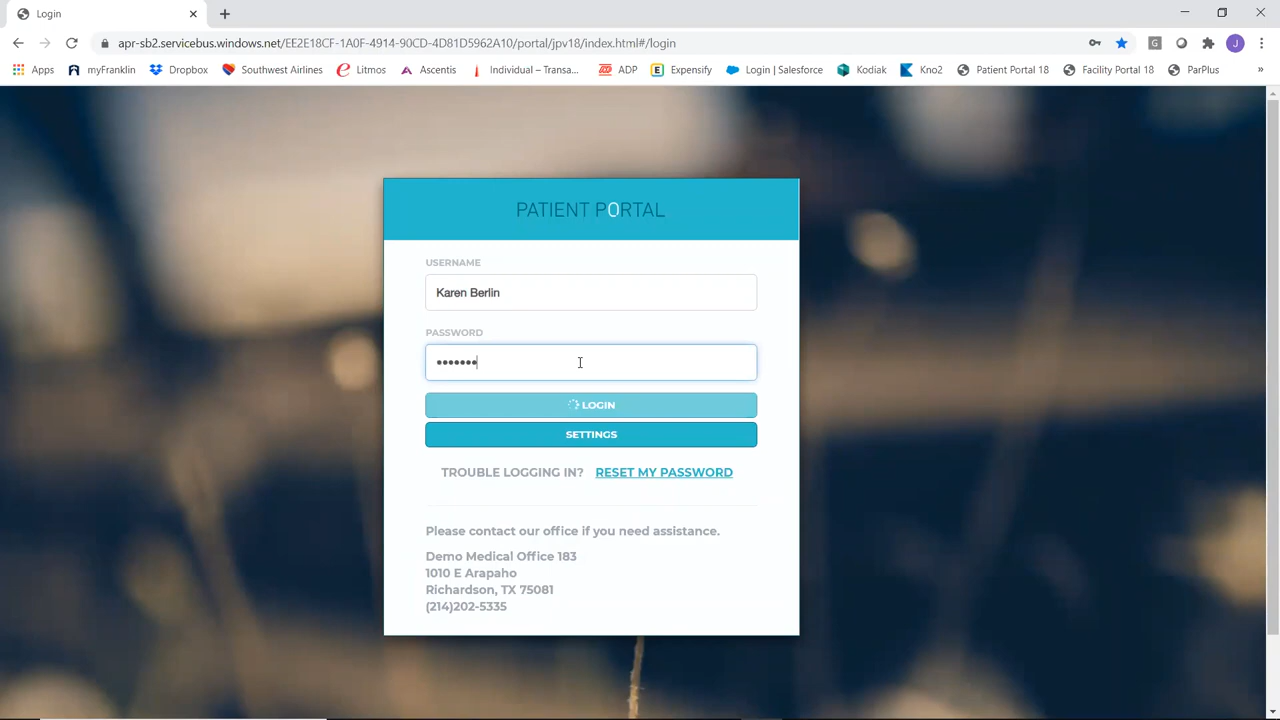 Login
apr-sb2.servicebus.windows.net/EE2E18CF-1A0F-4914-90CD-4D81D5962A10/portal/jpv18/index.html#/login
G
J
Apps myFranklin Dropbox Southwest Airlines Litmos Ascentis Individual – Transa... ADP Expensify Login | Salesforce Kodiak Kno2 Patient Portal 18 Facility Portal 18 ParPlus »
PATIENT PORTAL
USERNAME
Karen Berlin
PASSWORD
•••••••
LOGIN
SETTINGS
TROUBLE LOGGING IN? RESET MY PASSWORD
Please contact our office if you need assistance.
Demo Medical Office 183
1010 E Arapaho
Richardson, TX 75081
(214)202-5335